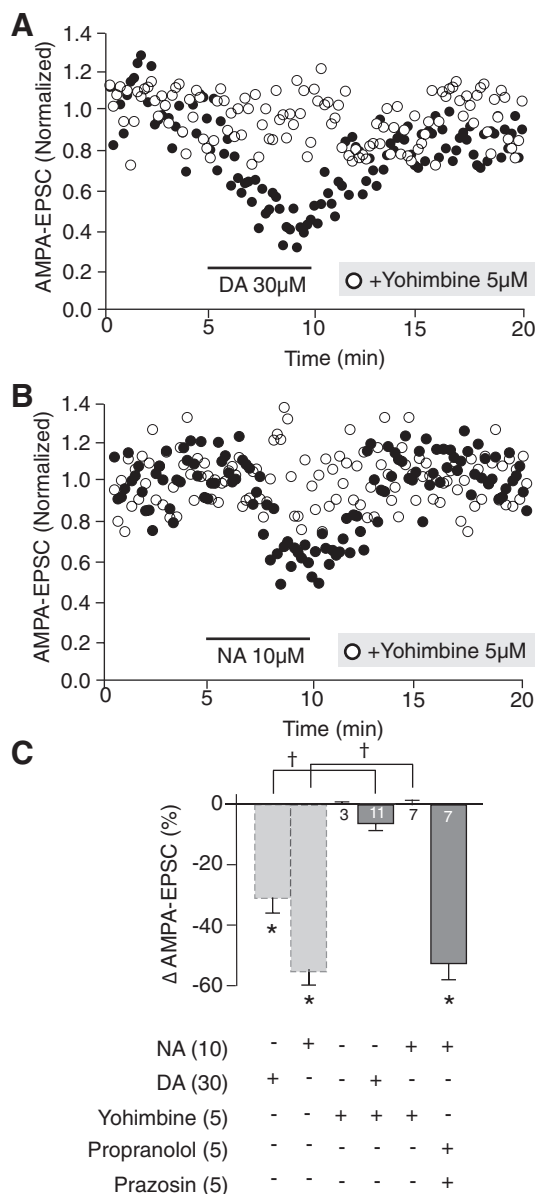 A
AMPA-EPSC (Normalized)
1.4
1.2
1.0
0.8
0.6
0.4
0.2
0.0
DA 30µM
+Yohimbine 5µM
0 5 10 15 20
Time (min)
B
AMPA-EPSC (Normalized)
1.4
1.2
1.0
0.8
0.6
0.4
0.2
0.0
NA 10µM
+Yohimbine 5µM
0 5 10 15 20
Time (min)
C
† †
Δ AMPA-EPSC (%)
0
-20
-40
-60
3 11 7 7
* * *
NA (10) - + - - + +
DA (30) + - - + - -
Yohimbine (5) - - + + + -
Propranolol (5) - - - - - +
Prazosin (5) - - - - - +